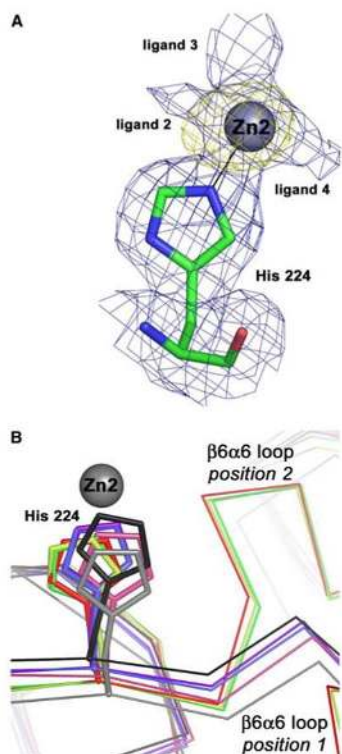 A
ligand 3
ligand 2
Zn2
ligand 4
His 224
B
β6α6 loop
position 2
Zn2
His 224
β6α6 loop
position 1